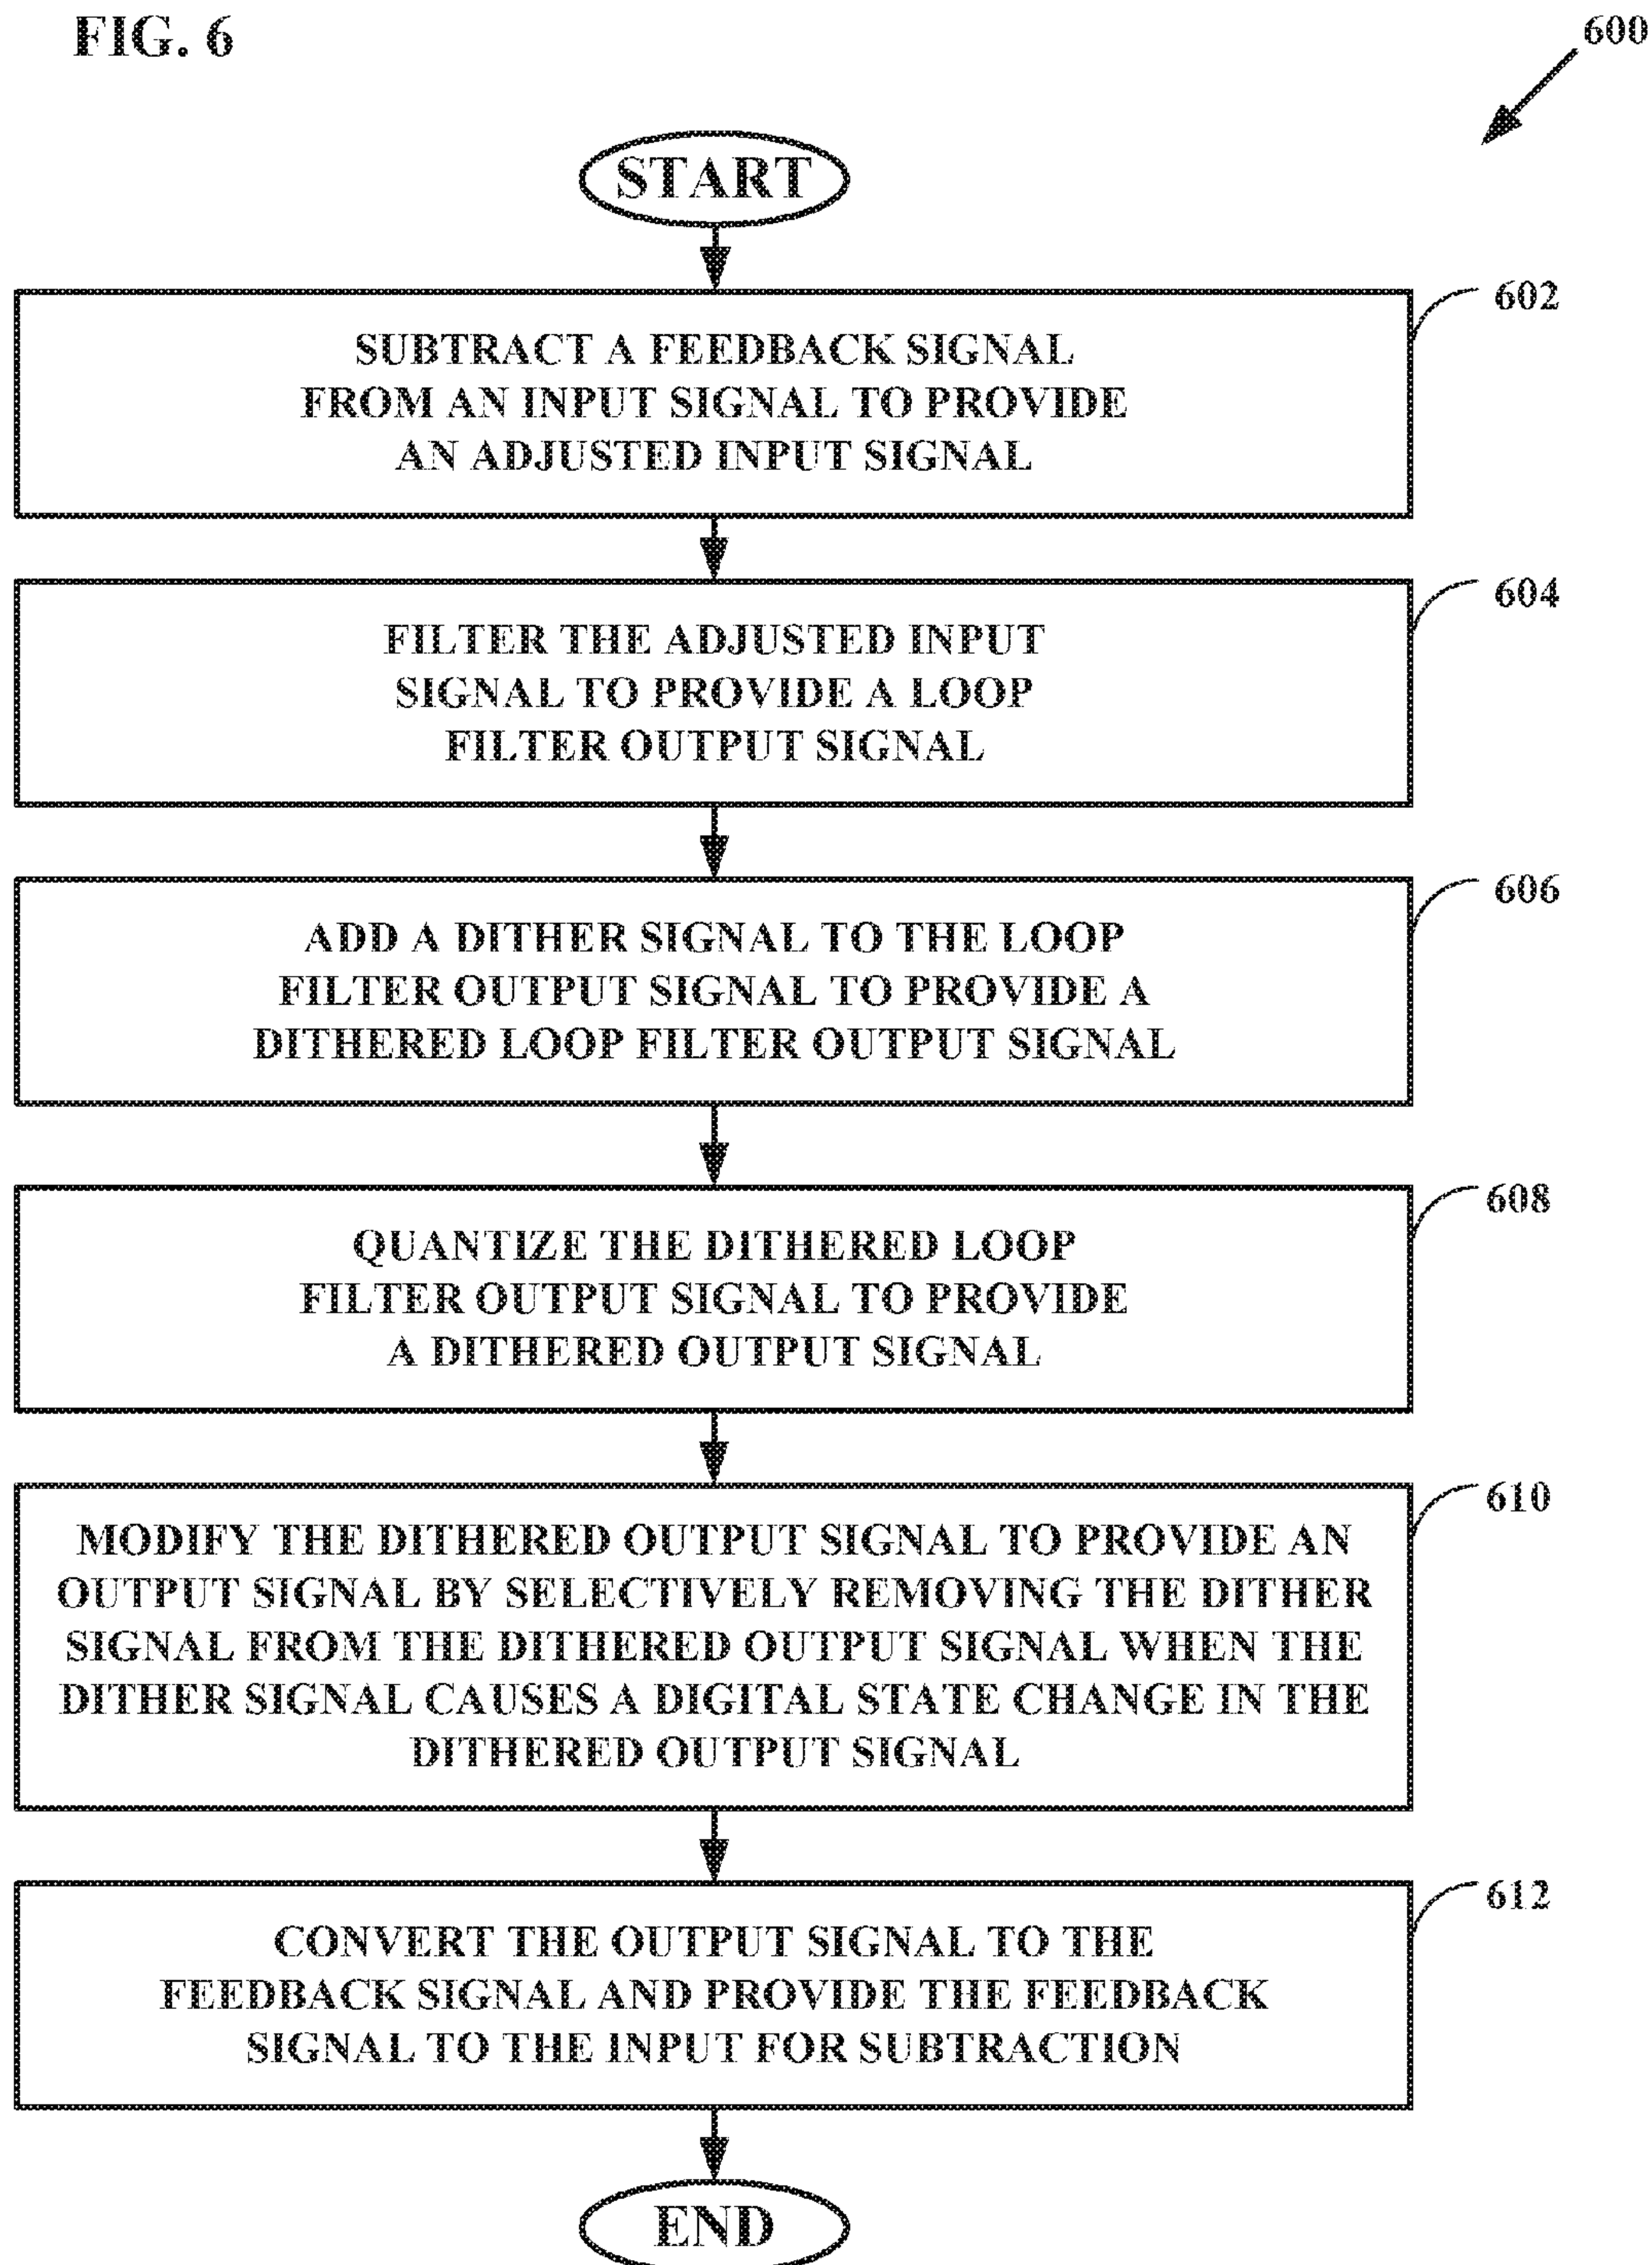 FIG. 6
600
START
602
SUBTRACT A FEEDBACK SIGNAL
FROM AN INPUT SIGNAL TO PROVIDE
AN ADJUSTED INPUT SIGNAL
604
FILTER THE ADJUSTED INPUT
SIGNAL TO PROVIDE A LOOP
FILTER OUTPUT SIGNAL
606
ADD A DITHER SIGNAL TO THE LOOP
FILTER OUTPUT SIGNAL TO PROVIDE A
DITHERED LOOP FILTER OUTPUT SIGNAL
608
QUANTIZE THE DITHERED LOOP
FILTER OUTPUT SIGNAL TO PROVIDE
A DITHERED OUTPUT SIGNAL
610
MODIFY THE DITHERED OUTPUT SIGNAL TO PROVIDE AN
OUTPUT SIGNAL BY SELECTIVELY REMOVING THE DITHER
SIGNAL FROM THE DITHERED OUTPUT SIGNAL WHEN THE
DITHER SIGNAL CAUSES A DIGITAL STATE CHANGE IN THE
DITHERED OUTPUT SIGNAL
612
CONVERT THE OUTPUT SIGNAL TO THE
FEEDBACK SIGNAL AND PROVIDE THE FEEDBACK
SIGNAL TO THE INPUT FOR SUBTRACTION
END